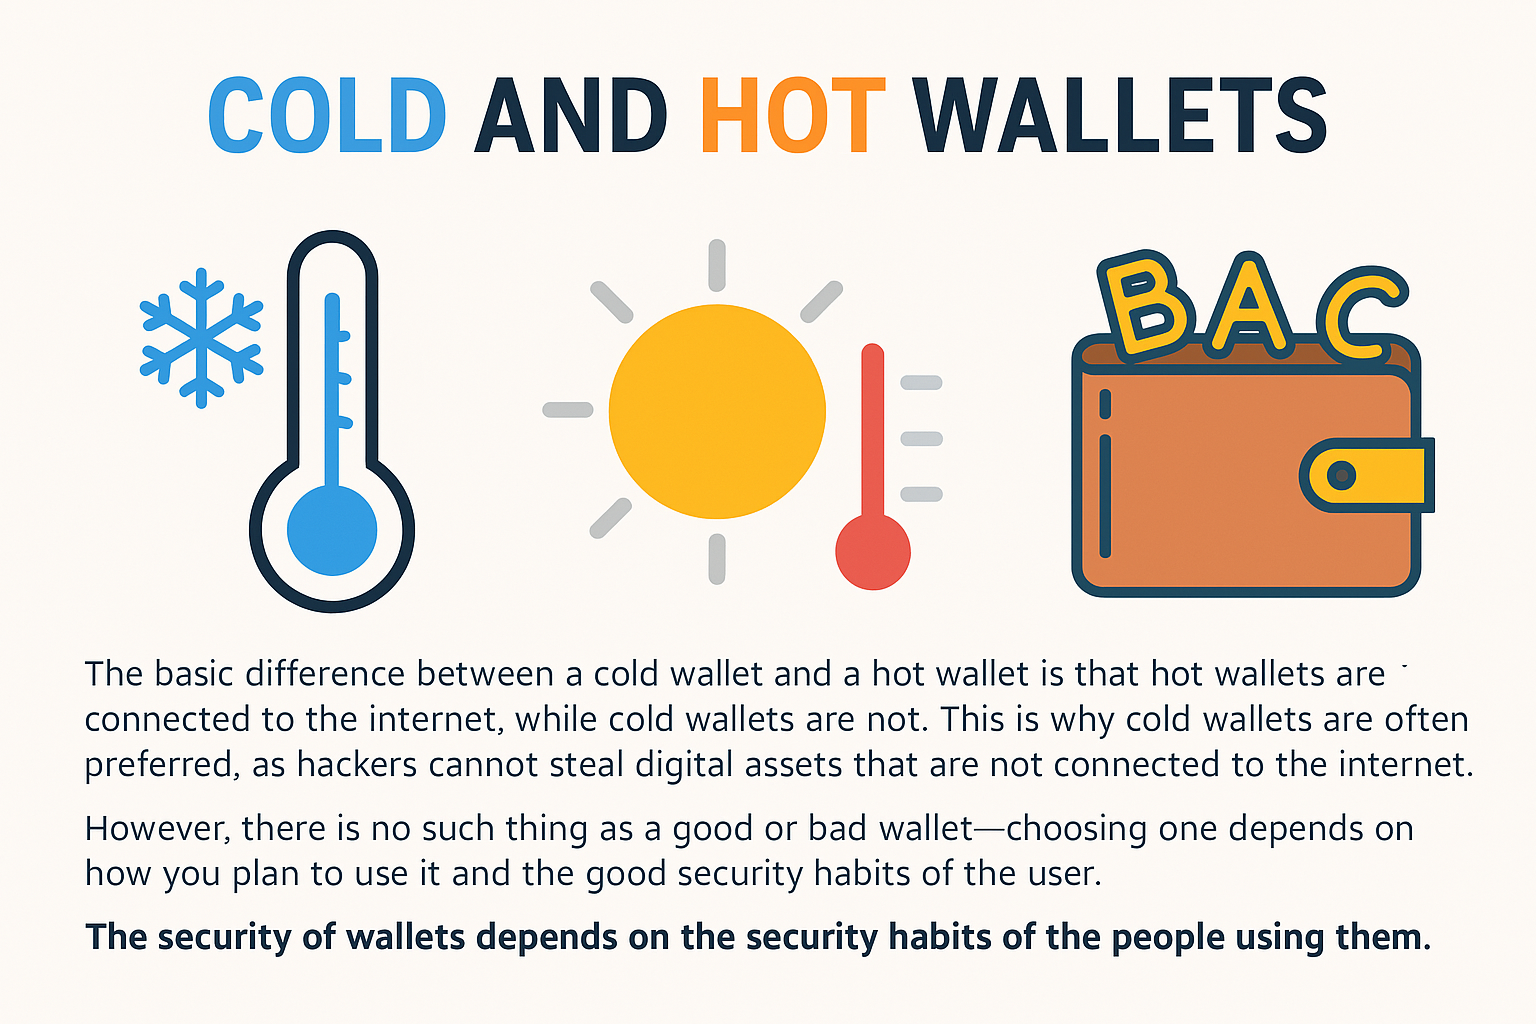 COLD AND HOT WALLETS
BAC
The basic difference between a cold wallet and a hot wallet is that hot wallets are
connected to the internet, while cold wallets are not. This is why cold wallets are often
preferred, as hackers cannot steal digital assets that are not connected to the internet.
However, there is no such thing as a good or bad wallet—choosing one depends on
how you plan to use it and the good security habits of the user.
The security of wallets depends on the security habits of the people using them.